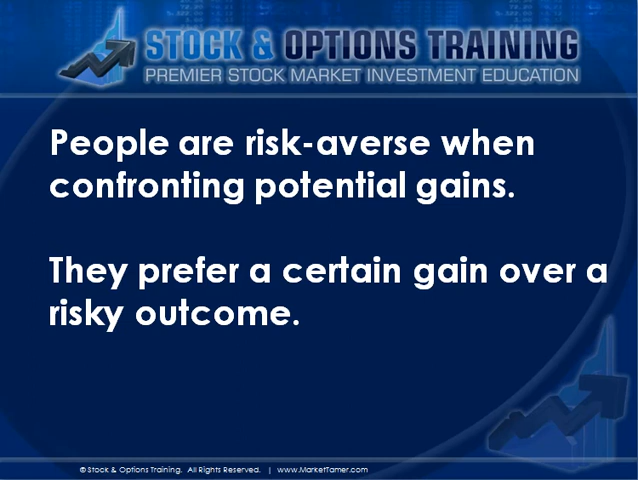 STOCK & OPTIONS TRAINING
PREMIER STOCK MARKET INVESTMENT EDUCATION
People are risk-averse when
confronting potential gains.
They prefer a certain gain over a
risky outcome.
© Stock & Options Training. All Rights Reserved. | www.MarketTamer.com